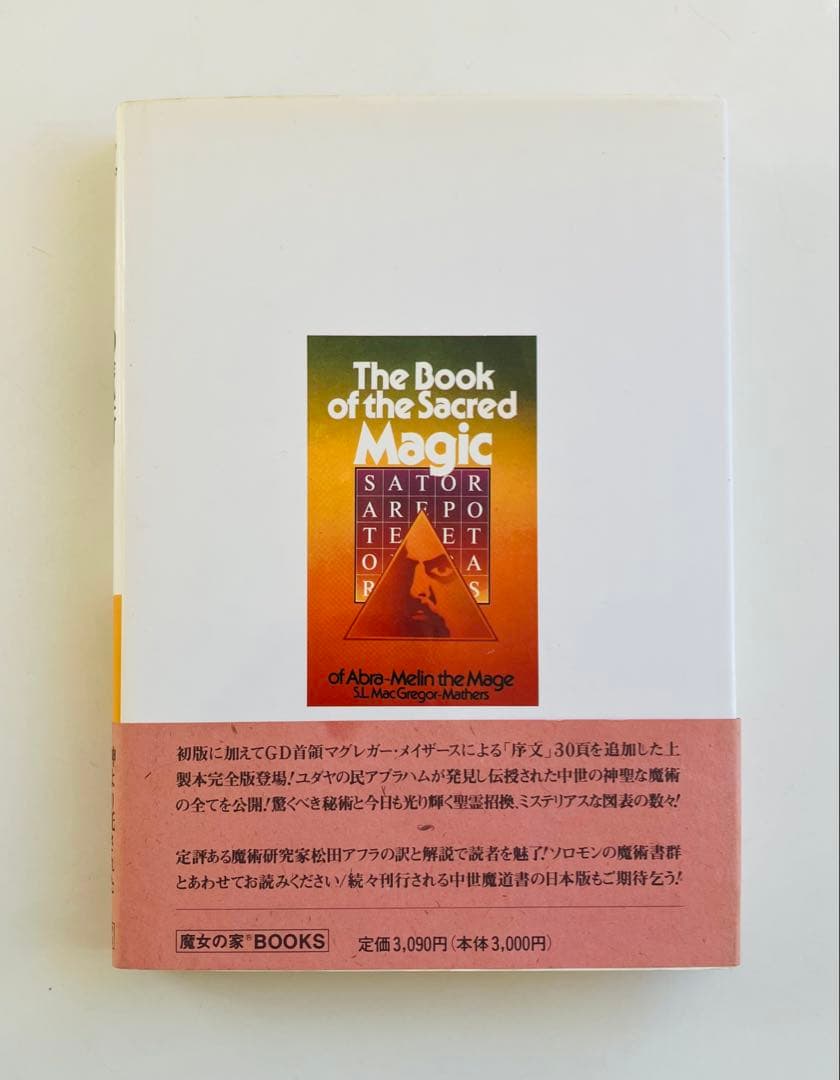 The Book
of the Sacred
Magic
SATOR
AREPO
TE ET
O A
R S
of Abra-Melin the Mage
S.L. MacGregor-Mathers
初版に加えてGD首領マグレガー・メイザースによる「序文」30頁を追加した上
製本完全版登場！ユダヤの民アブラハムが発見し伝授された中世の神聖な魔術
の全てを公開！驚くべき秘術と今日も光り輝く聖霊招換、ミステリアスな図表の数々！
定評ある魔術研究家松田アフラの訳と解説で読者を魅了！ソロモンの魔術書群
とあわせてお読みください/続々刊行される中世魔道書の日本版もご期待乞う！
魔女の家®BOOKS 定価3,090円(本体3,000円)